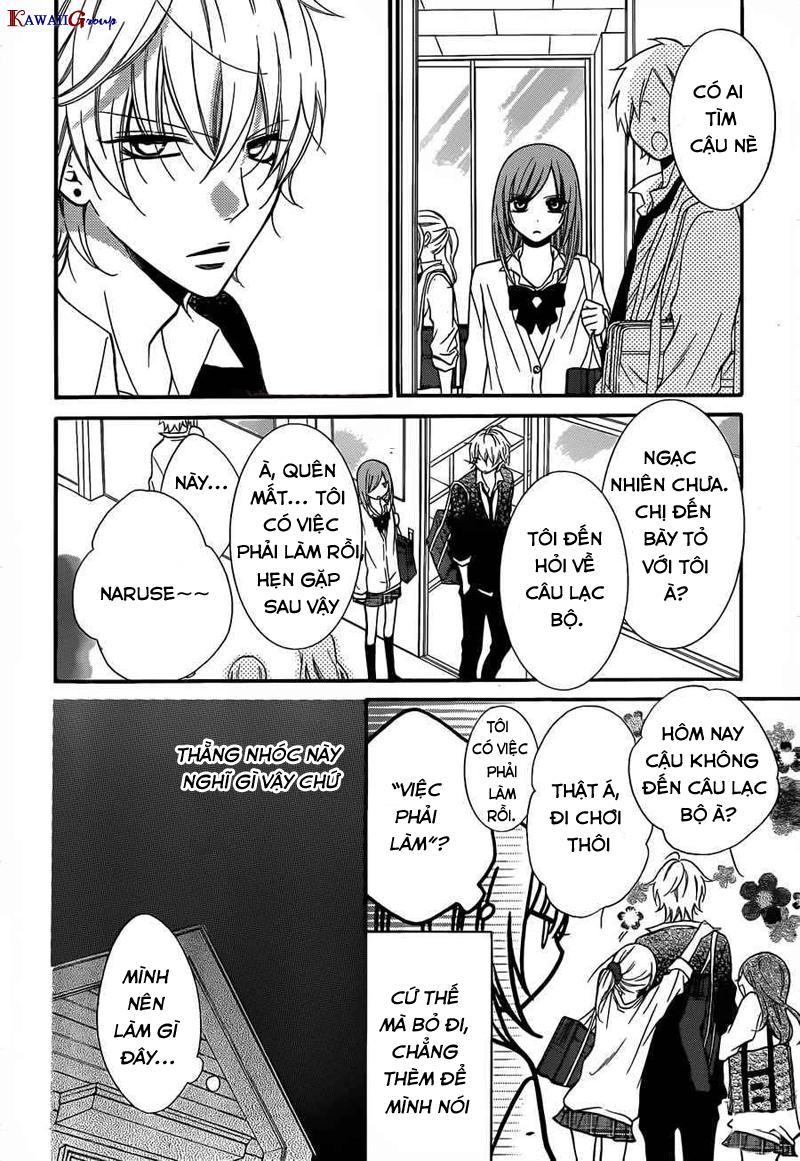 KAWAIIGroup
CÓ AI
TÌM
CẬU NÈ
NGẠC
NHIÊN CHƯA.
CHỊ ĐẾN
BÀY TỎ
VỚI TÔI
À?
TÔI ĐẾN
HỎI VỀ
CÂU LẠC
BỘ.
À, QUÊN
MẤT... TÔI
CÓ VIỆC
PHẢI LÀM RỒI,
HẸN GẶP
SAU VẬY
NÀY...
NARUSE~~
HÔM NAY
CẬU KHÔNG
ĐẾN CÂU LẠC
BỘ À?
THẬT Á,
ĐI CHƠI
THÔI
TÔI
CÓ VIỆC
PHẢI
LÀM
RỒI.
"VIỆC
PHẢI
LÀM"?
CỨ THẾ
MÀ BỎ ĐI,
CHẲNG
THÈM ĐỂ
MÌNH NÓI
THẰNG NHÓC NÀY
NGHĨ GÌ VẬY CHỨ
MÌNH
NÊN
LÀM GÌ
ĐÂY...